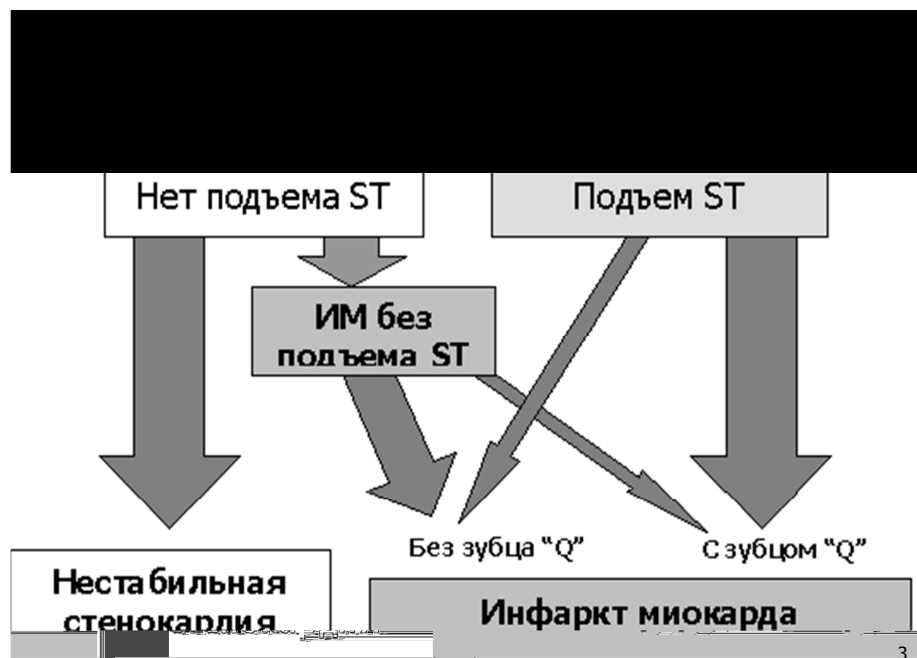 Нет подъема ST
Подъем ST
ИМ без
подъема ST
Без зубца "Q"
С зубцом "Q"
Нестабильная
стенокардия
Инфаркт миокарда
3